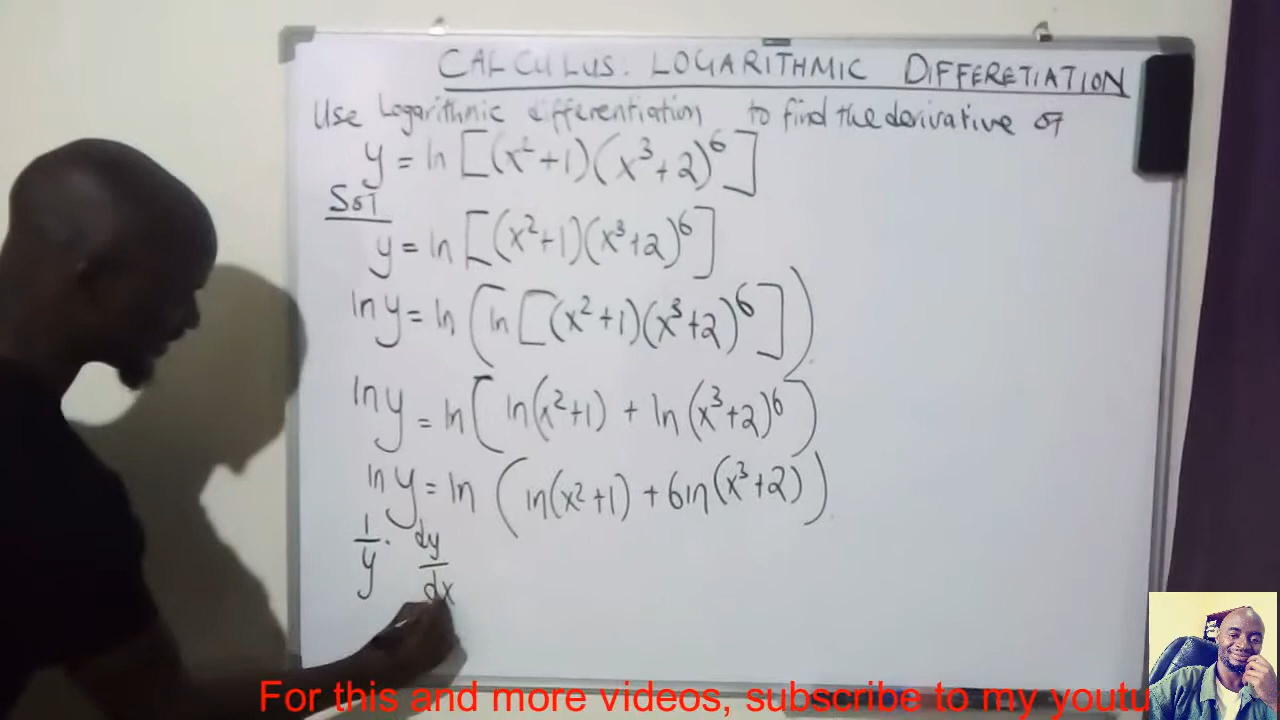 CALCULUS: LOGARITHMIC DIFFERETIATION
Use Logarithmic differentiation to find the derivative of
y = ln [(x²+1)(x³+2)⁶]
Sol
y = ln [(x²+1)(x³+2)⁶]
ln y = ln (ln [(x²+1)(x³+2)⁶])
ln y = ln (ln(x²+1) + ln (x³+2)⁶)
ln y = ln (ln(x²+1) + 6ln(x³+2))
1/y · dy/dx
For this and more videos, subscribe to my youtu